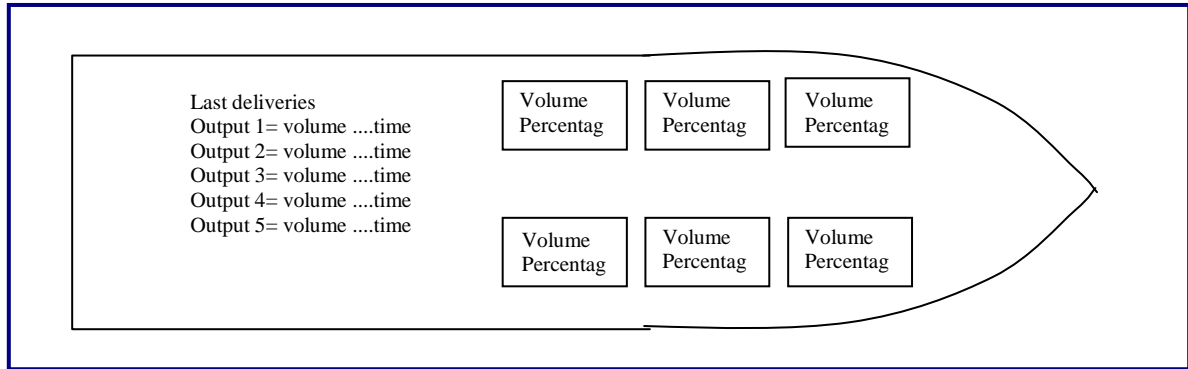 Last deliveries
Output 1= volume ....time
Output 2= volume ....time
Output 3= volume ....time
Output 4= volume ....time
Output 5= volume ....time
Volume
Percentag
Volume
Percentag
Volume
Percentag
Volume
Percentag
Volume
Percentag
Volume
Percentag